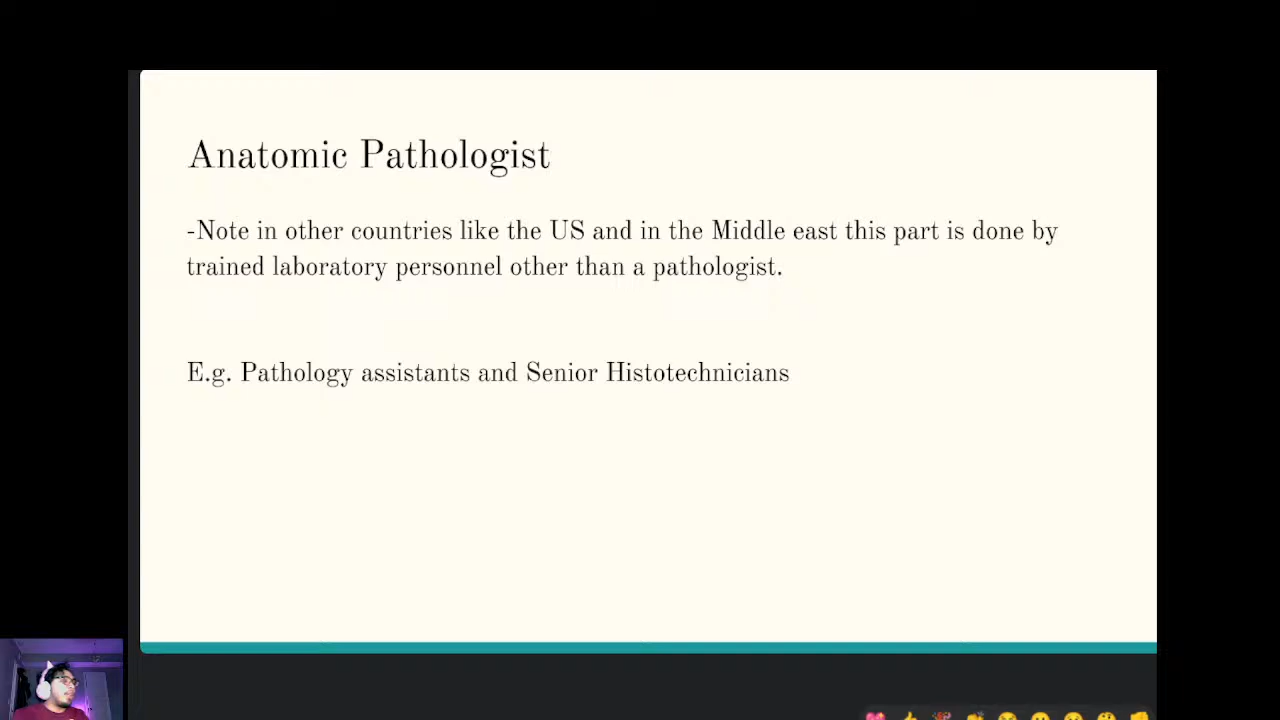 Anatomic Pathologist
-Note in other countries like the US and in the Middle east this part is done by
trained laboratory personnel other than a pathologist.
E.g. Pathology assistants and Senior Histotechnicians